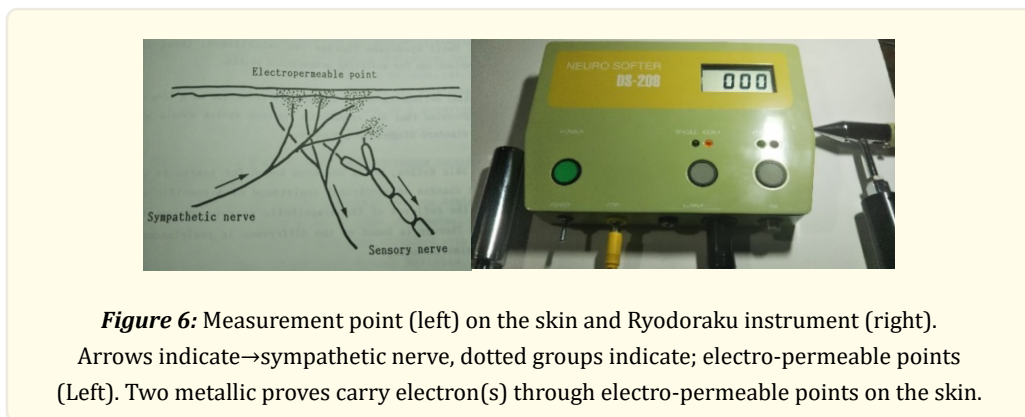 Electropermeable point
Sympathetic nerve
Sensory nerve
NEURO SOFTER
DS-208
000
POWER
Figure 6: Measurement point (left) on the skin and Ryodoraku instrument (right).
Arrows indicate→sympathetic nerve, dotted groups indicate; electro-permeable points
(Left). Two metallic proves carry electron(s) through electro-permeable points on the skin.